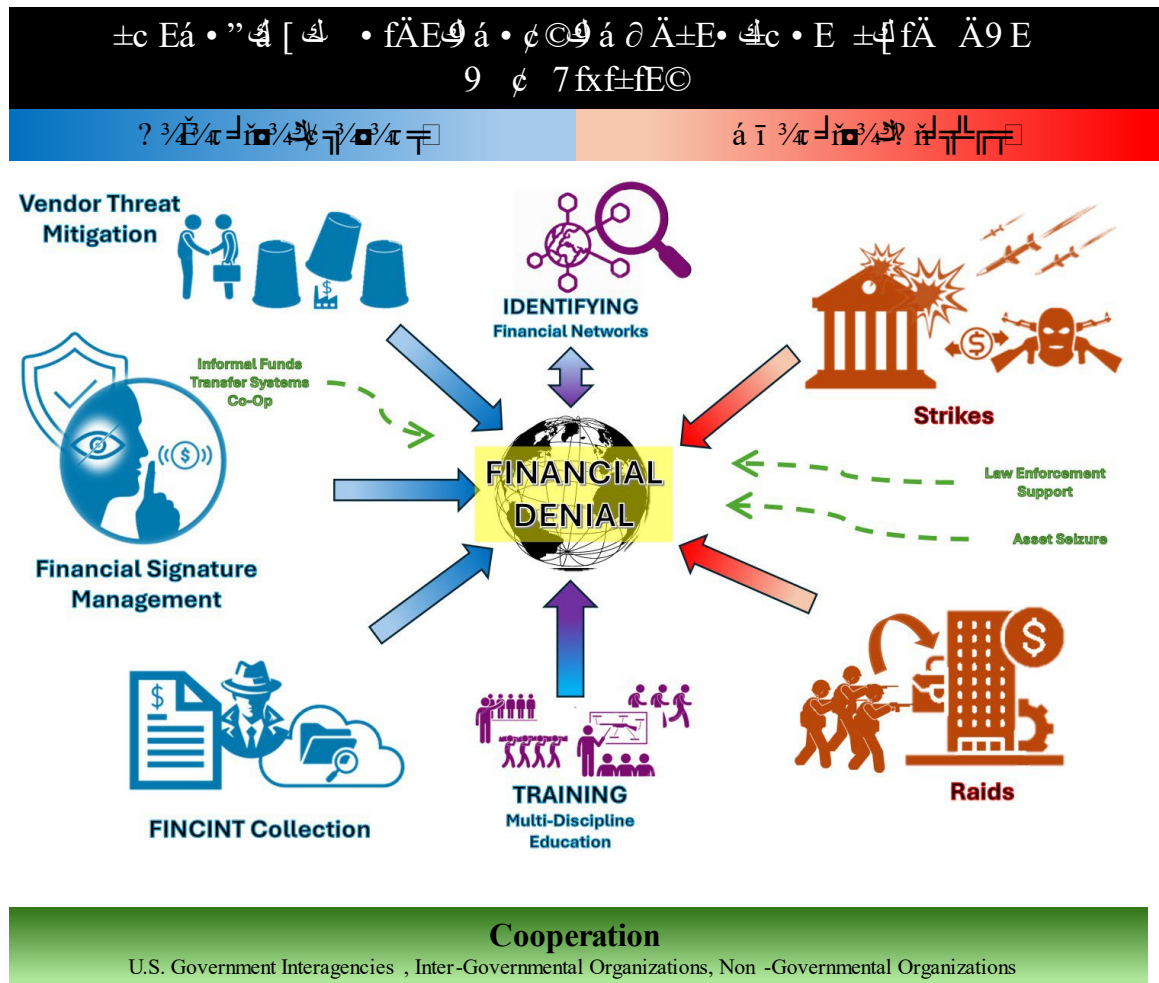 Vendor Threat
Mitigation
IDENTIFYING
Financial Networks
Informal Funds
Transfer Systems
Co-Op
Strikes
FINANCIAL
DENIAL
Law Enforcement
Support
Asset Seizure
Financial Signature
Management
FINCINT Collection
TRAINING
Multi-Discipline
Education
Raids
Cooperation
U.S. Government Interagencies , Inter-Governmental Organizations, Non -Governmental Organizations